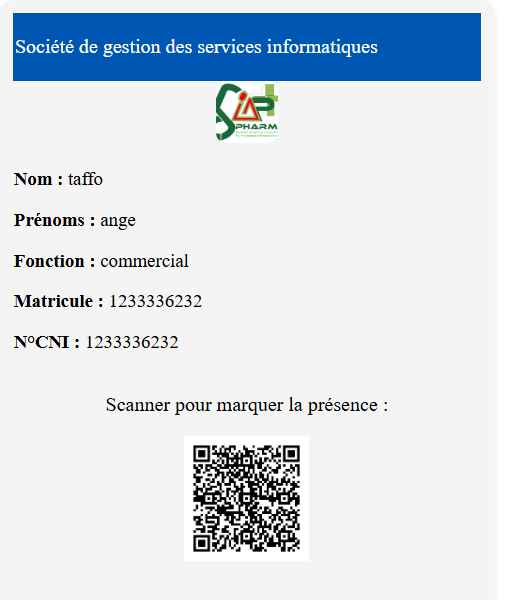 Société de gestion des services informatiques
SIAP
PHARM
Nom : taffo
Prénoms : ange
Fonction : commercial
Matricule : 1233336232
N°CNI : 1233336232
Scanner pour marquer la présence :